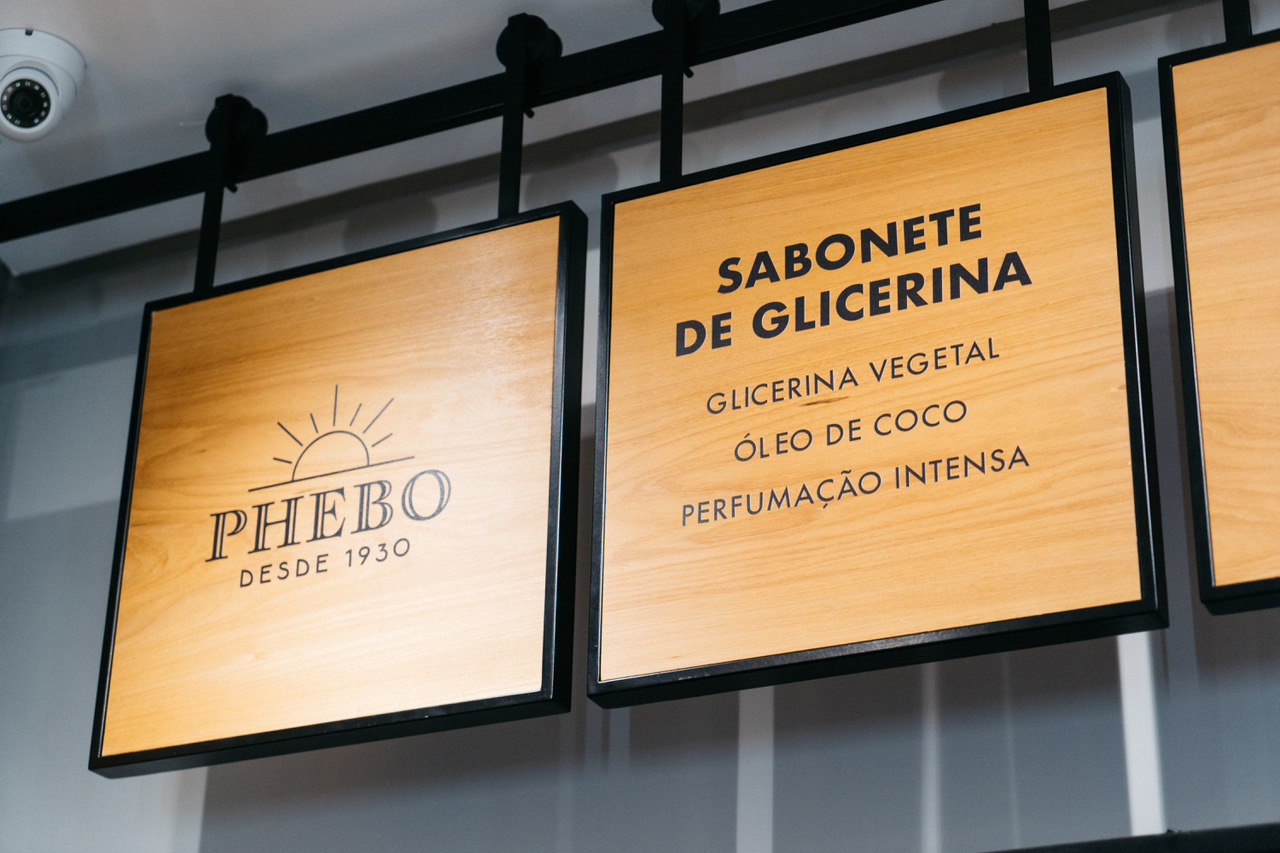 PHEBO
DESDE 1930
SABONETE
DE GLICERINA
GLICERINA VEGETAL
ÓLEO DE COCO
PERFUMAÇÃO INTENSA